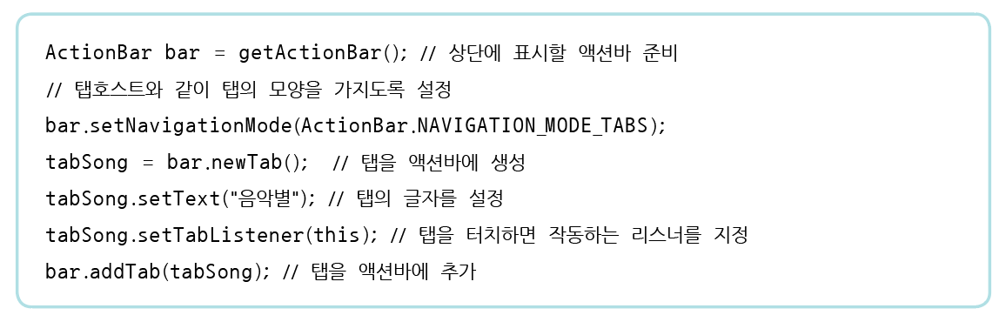 ActionBar bar = getActionBar(); // 상단에 표시할 액션바 준비
// 탭호스트와 같이 탭의 모양을 가지도록 설정
bar.setNavigationMode(ActionBar.NAVIGATION_MODE_TABS);
tabSong = bar.newTab();  // 탭을 액션바에 생성
tabSong.setText("음악별"); // 탭의 글자를 설정
tabSong.setTabListener(this); // 탭을 터치하면 작동하는 리스너를 지정
bar.addTab(tabSong); // 탭을 액션바에 추가